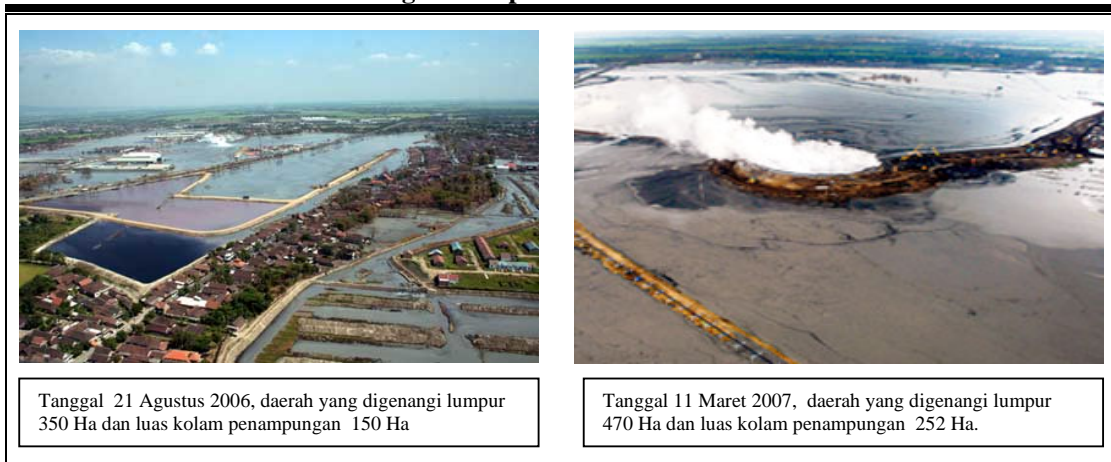 Tanggal 21 Agustus 2006, daerah yang digenangi lumpur
350 Ha dan luas kolam penampungan 150 Ha
Tanggal 11 Maret 2007, daerah yang digenangi lumpur
470 Ha dan luas kolam penampungan 252 Ha.